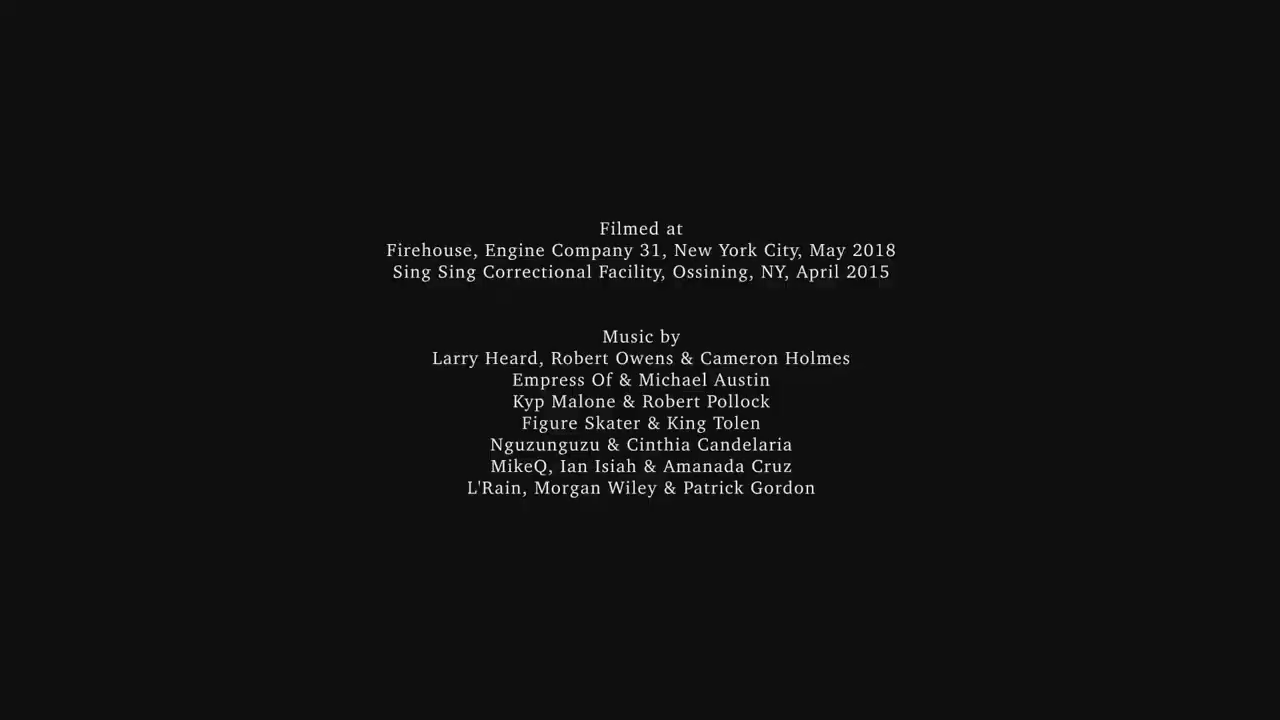 Filmed at
Firehouse, Engine Company 31, New York City, May 2018
Sing Sing Correctional Facility, Ossining, NY, April 2015
Music by
Larry Heard, Robert Owens & Cameron Holmes
Empress Of & Michael Austin
Kyp Malone & Robert Pollock
Figure Skater & King Tolen
Nguzunguzu & Cinthia Candelaria
MikeQ, Ian Isiah & Amanada Cruz
L'Rain, Morgan Wiley & Patrick Gordon